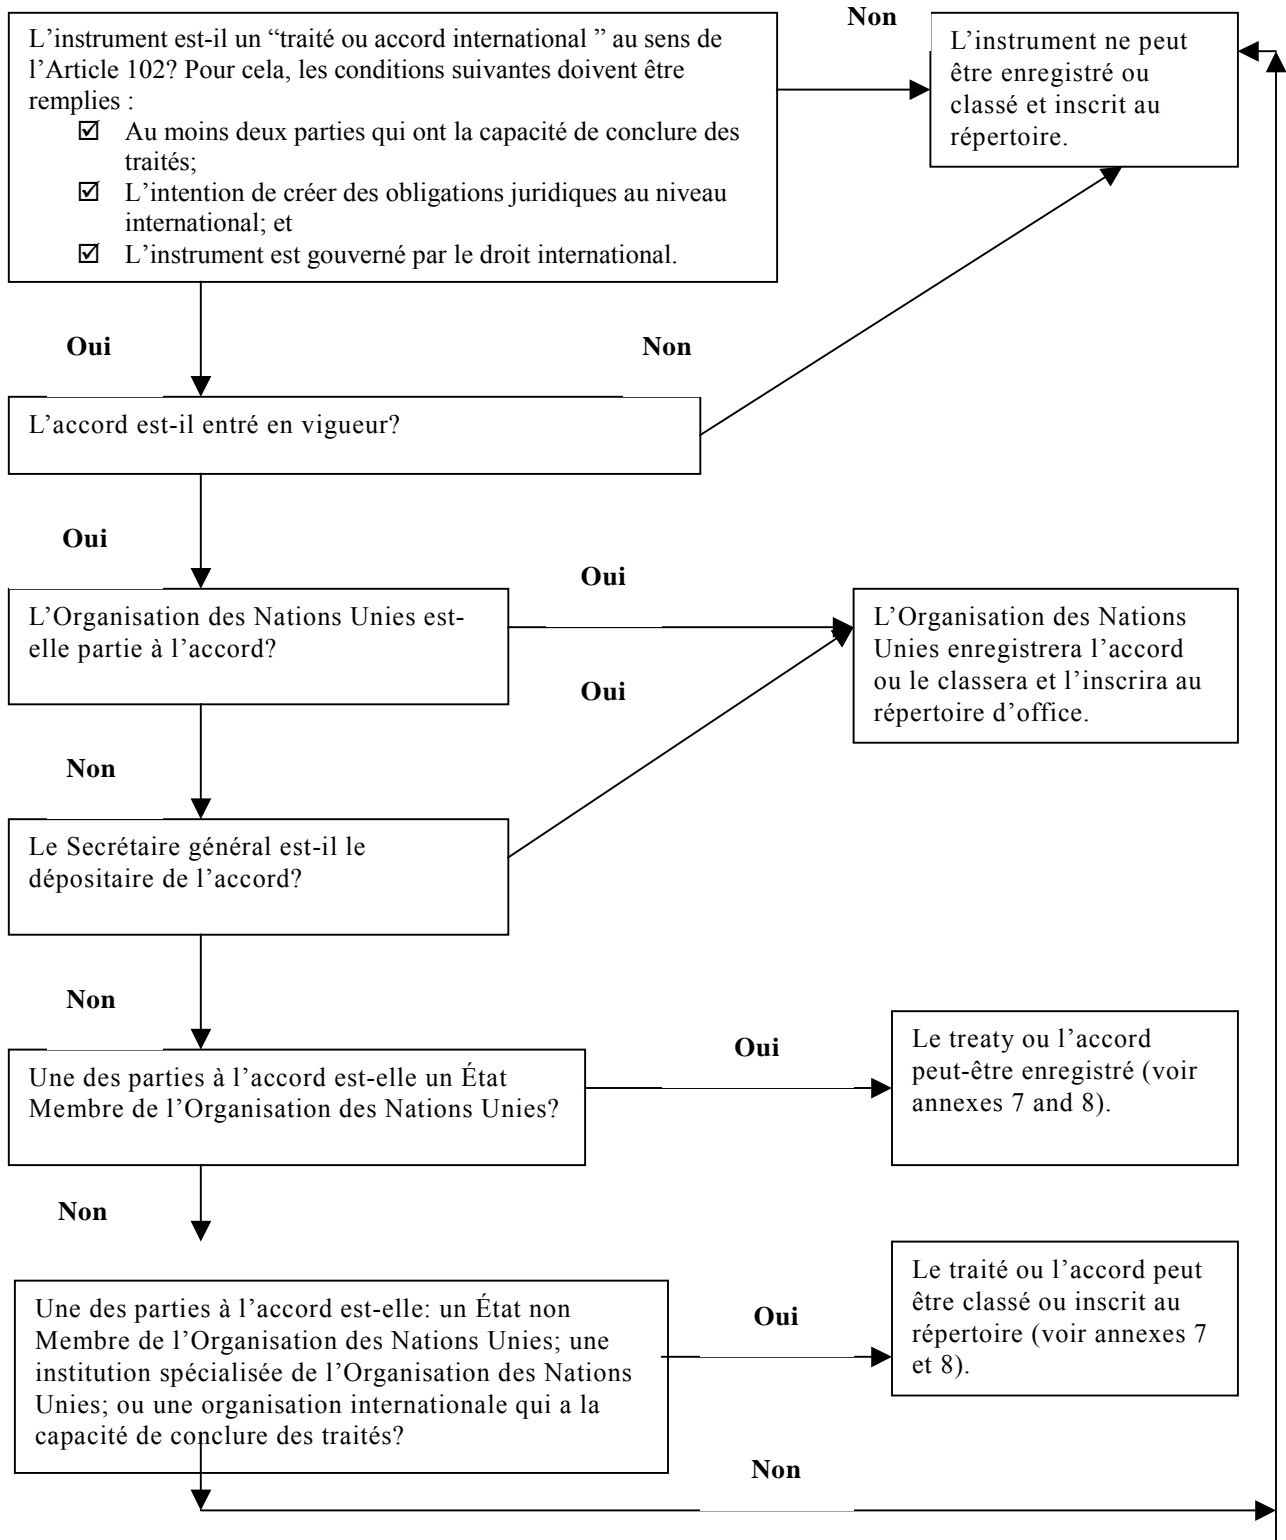 Non
L’instrument est-il un “traité ou accord international ” au sens de
l’Article 102? Pour cela, les conditions suivantes doivent être
remplies :
☑ Au moins deux parties qui ont la capacité de conclure des
traités;
☑ L’intention de créer des obligations juridiques au niveau
international; et
☑ L’instrument est gouverné par le droit international.
L’instrument ne peut
être enregistré ou
classé et inscrit au
répertoire.
Oui
Non
L’accord est-il entré en vigueur?
Oui
Oui
L’Organisation des Nations Unies est-
elle partie à l’accord?
L’Organisation des Nations
Unies enregistrera l’accord
ou le classera et l’inscrira au
répertoire d’office.
Oui
Non
Le Secrétaire général est-il le
dépositaire de l’accord?
Non
Oui
Une des parties à l’accord est-elle un État
Membre de l’Organisation des Nations Unies?
Le treaty ou l’accord
peut-être enregistré (voir
annexes 7 and 8).
Non
Une des parties à l’accord est-elle: un État non
Membre de l’Organisation des Nations Unies; une
institution spécialisée de l’Organisation des Nations
Unies; ou une organisation internationale qui a la
capacité de conclure des traités?
Oui
Le traité ou l’accord peut
être classé ou inscrit au
répertoire (voir annexes 7
et 8).
Non